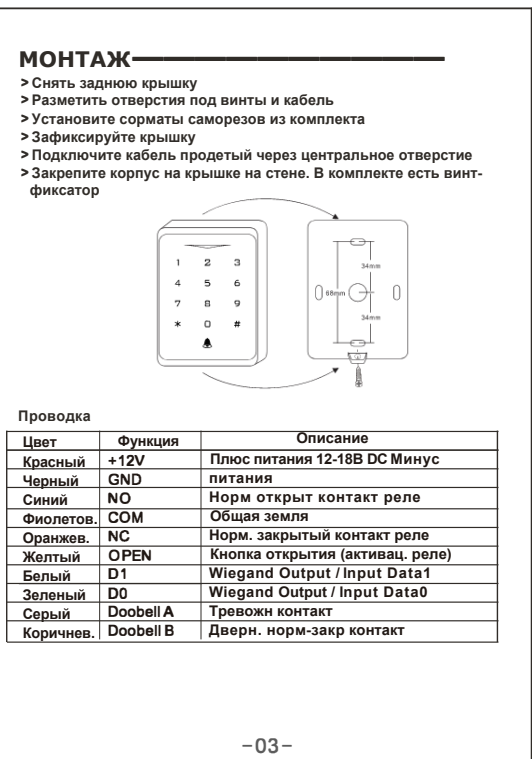 МОНТАЖ
> Снять заднюю крышку
> Разметить отверстия под винты и кабель
> Установите сорматы саморезов из комплекта
> Зафиксируйте крышку
> Подключите кабель продетый через центральное отверстие
> Закрепите корпус на крышке на стене. В комплекте есть винт-
фиксатор
1 2 3
4 5 6
7 8 9
* 0 #
34mm
68mm
34mm
Проводка
Цвет Функция Описание
Красный +12V Плюс питания 12-18В DC Минус
Черный GND питания
Синий NO Норм открыт контакт реле
Фиолетов. COM Общая земля
Оранжев. NC Норм. закрытый контакт реле
Желтый OPEN Кнопка открытия (активац. реле)
Белый D1 Wiegand Output / Input Data1
Зеленый D0 Wiegand Output / Input Data0
Серый Doobell A Тревожн контакт
Коричнев. Doobell B Дверн. норм-закр контакт
-03-